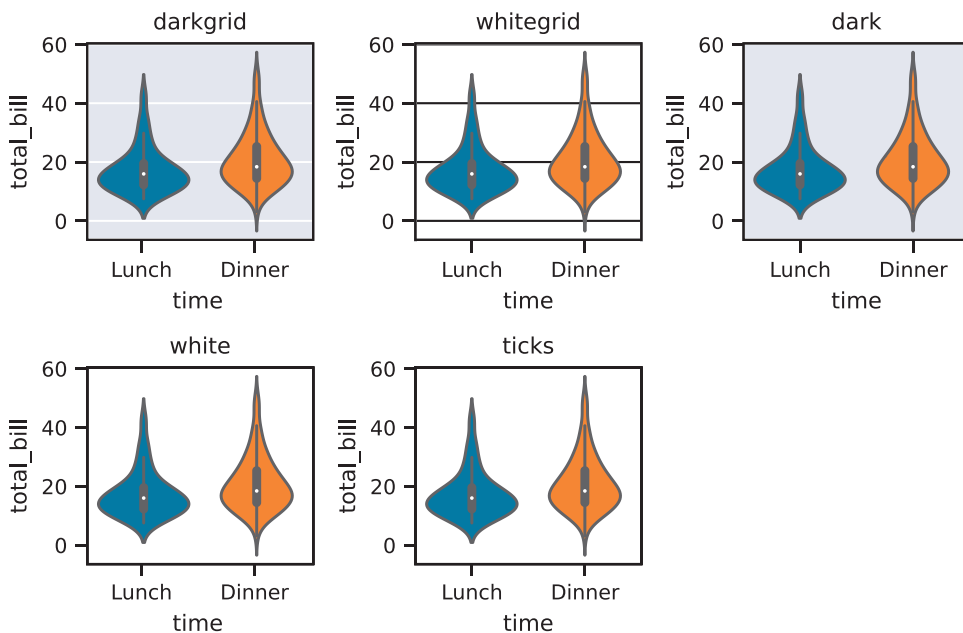 darkgrid
60
40
20
0
total_bill
Lunch Dinner
time
whitegrid
60
40
20
0
total_bill
Lunch Dinner
time
dark
60
40
20
0
total_bill
Lunch Dinner
time
white
60
40
20
0
total_bill
Lunch Dinner
time
ticks
60
40
20
0
total_bill
Lunch Dinner
time